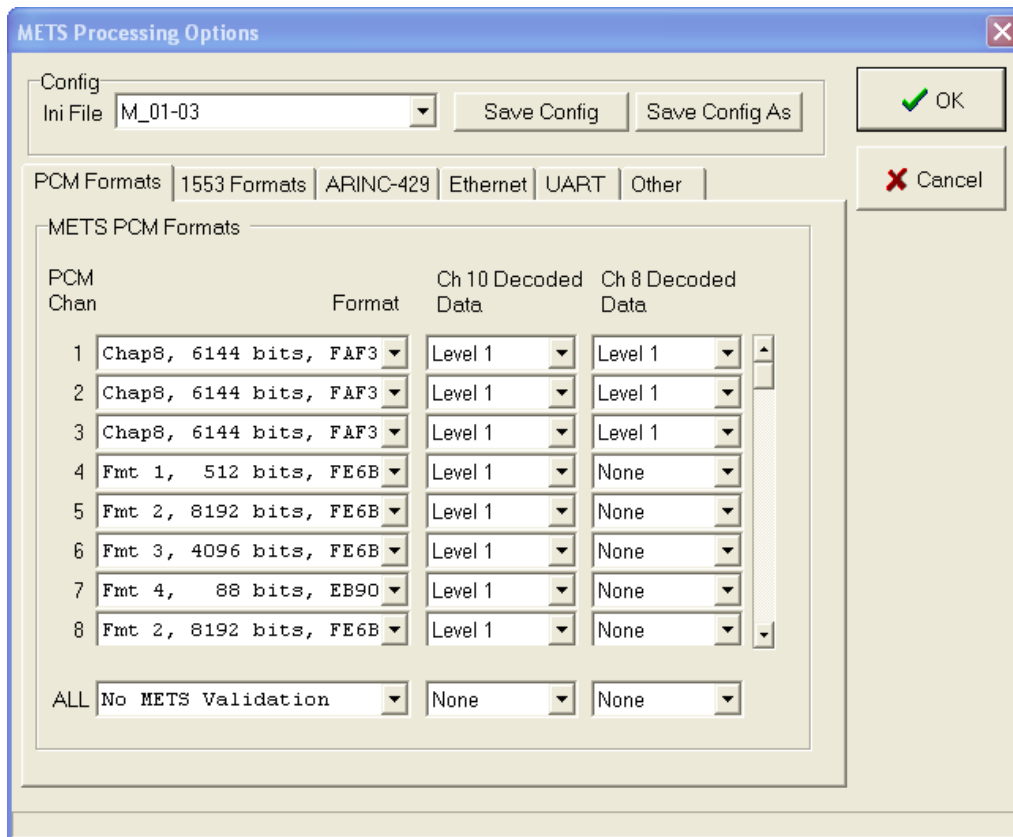 METS Processing Options
Config
Ini File M_01-03 Save Config Save Config As
OK
Cancel
PCM Formats 1553 Formats ARINC-429 Ethernet UART Other
METS PCM Formats
PCM Chan Format Ch 10 Decoded Data Ch 8 Decoded Data
1 Chap8, 6144 bits, FAF3 Level 1 Level 1
2 Chap8, 6144 bits, FAF3 Level 1 Level 1
3 Chap8, 6144 bits, FAF3 Level 1 Level 1
4 Fmt 1, 512 bits, FE6B Level 1 None
5 Fmt 2, 8192 bits, FE6B Level 1 None
6 Fmt 3, 4096 bits, FE6B Level 1 None
7 Fmt 4, 88 bits, EB90 Level 1 None
8 Fmt 2, 8192 bits, FE6B Level 1 None
ALL No METS Validation None None